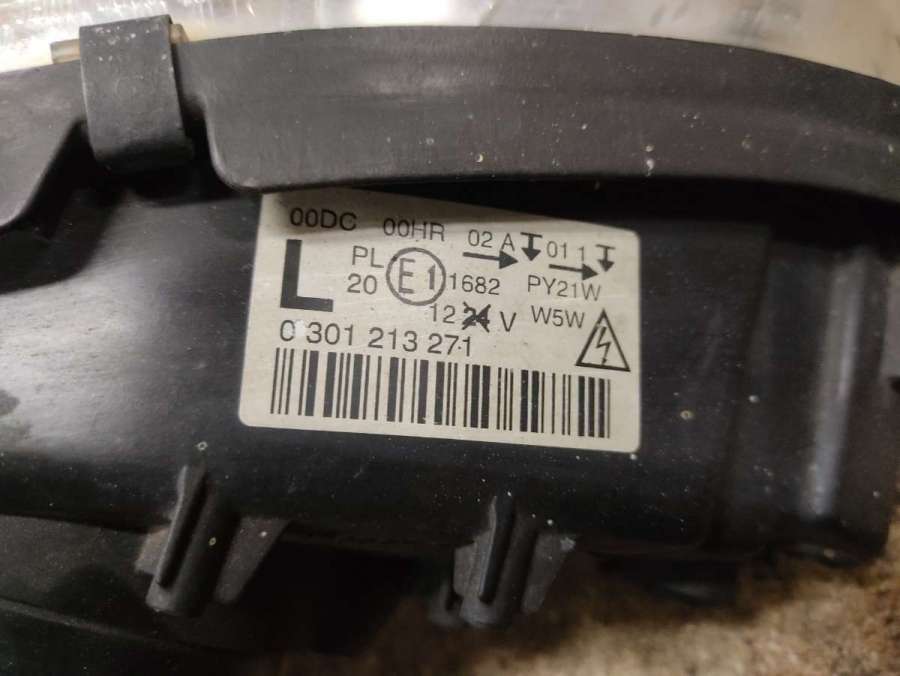 00DC 00HR 02 A 01 1
L PL E1 1682 PY21W
20 12 24 V W5W
0 301 213 271